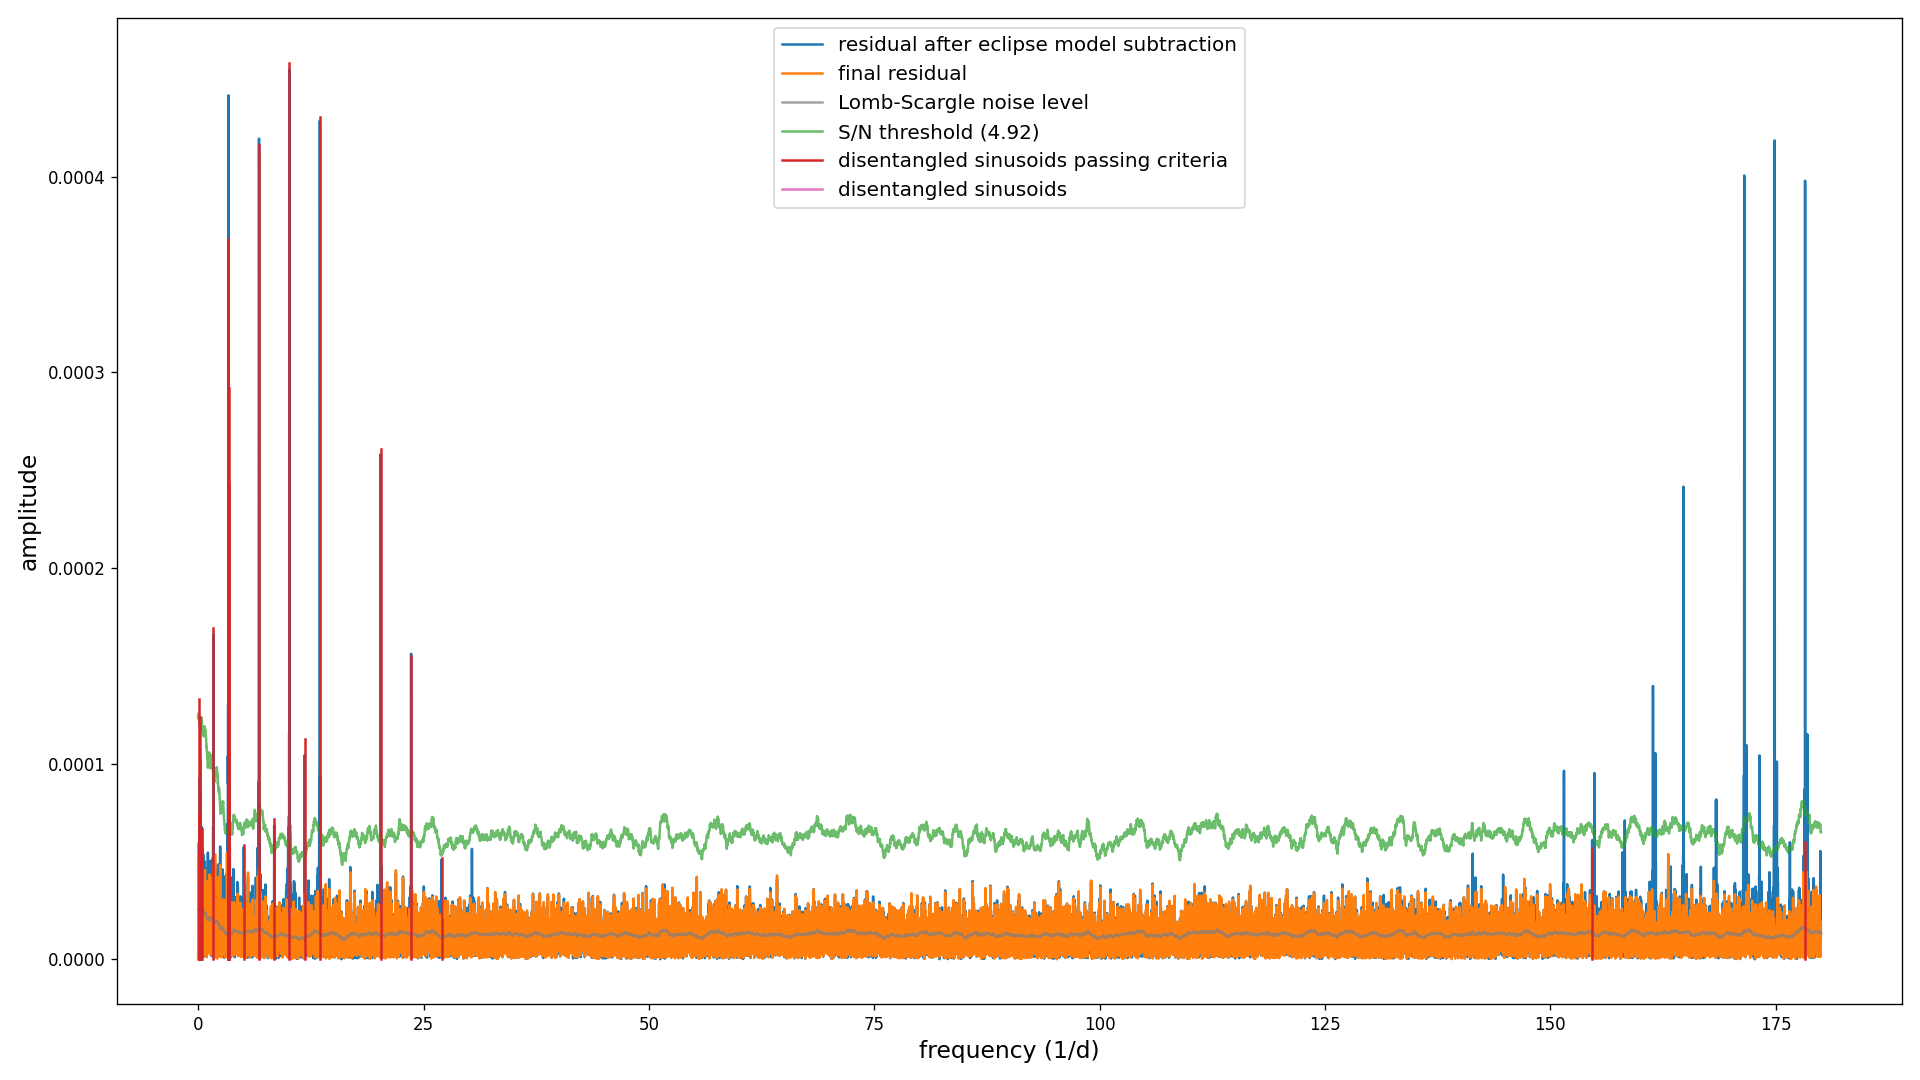 residual after eclipse model subtraction
final residual
Lomb-Scargle noise level
S/N threshold (4.92)
disentangled sinusoids passing criteria
disentangled sinusoids
amplitude
0.0004
0.0003
0.0002
0.0001
0.0000
0 25 50 75 100 125 150 175
frequency (1/d)